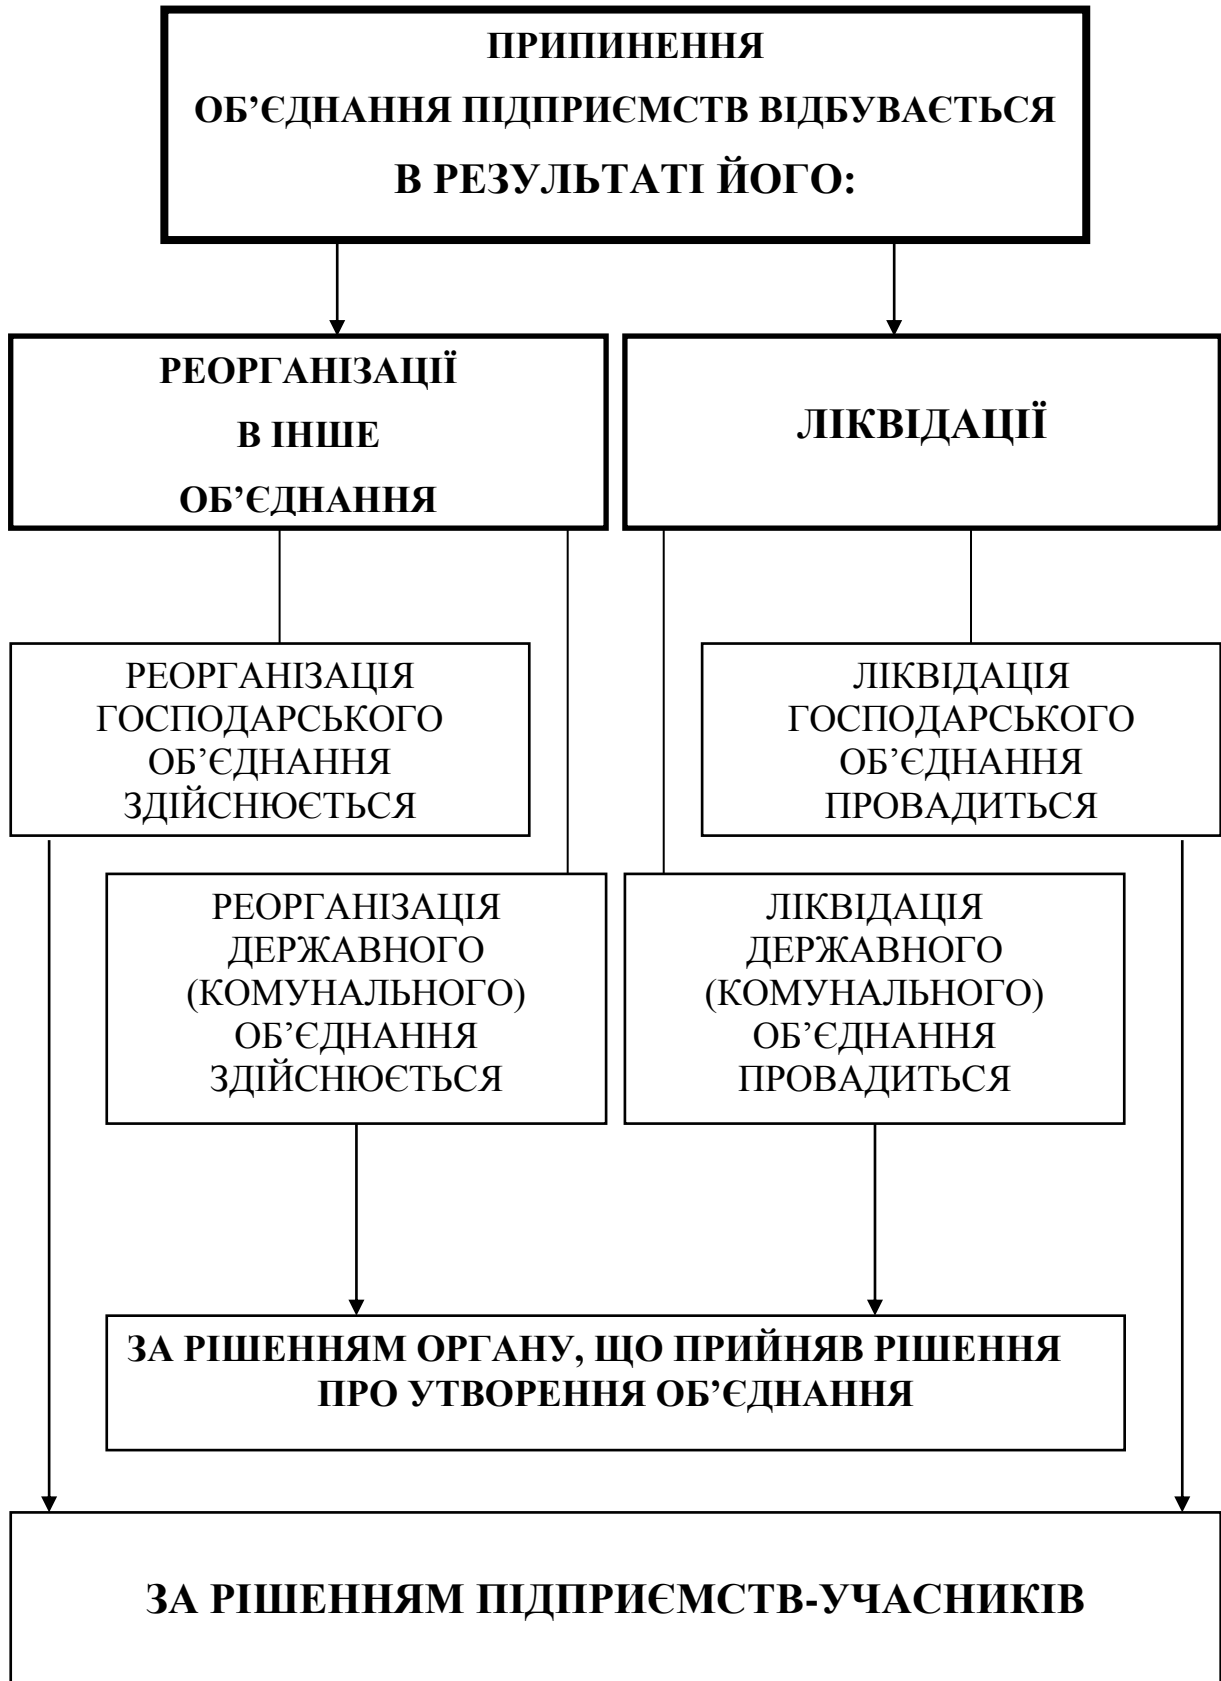 ПРИПИНЕННЯ
ОБ’ЄДНАННЯ ПІДПРИЄМСТВ ВІДБУВАЄТЬСЯ
В РЕЗУЛЬТАТІ ЙОГО:
РЕОРГАНІЗАЦІЇ
В ІНШЕ
ОБ’ЄДНАННЯ
ЛІКВІДАЦІЇ
РЕОРГАНІЗАЦІЯ
ГОСПОДАРСЬКОГО
ОБ’ЄДНАННЯ
ЗДІЙСНЮЄТЬСЯ
ЛІКВІДАЦІЯ
ГОСПОДАРСЬКОГО
ОБ’ЄДНАННЯ
ПРОВАДИТЬСЯ
РЕОРГАНІЗАЦІЯ
ДЕРЖАВНОГО
(КОМУНАЛЬНОГО)
ОБ’ЄДНАННЯ
ЗДІЙСНЮЄТЬСЯ
ЛІКВІДАЦІЯ
ДЕРЖАВНОГО
(КОМУНАЛЬНОГО)
ОБ’ЄДНАННЯ
ПРОВАДИТЬСЯ
ЗА РІШЕННЯМ ОРГАНУ, ЩО ПРИЙНЯВ РІШЕННЯ
ПРО УТВОРЕННЯ ОБ’ЄДНАННЯ
ЗА РІШЕННЯМ ПІДПРИЄМСТВ-УЧАСНИКІВ